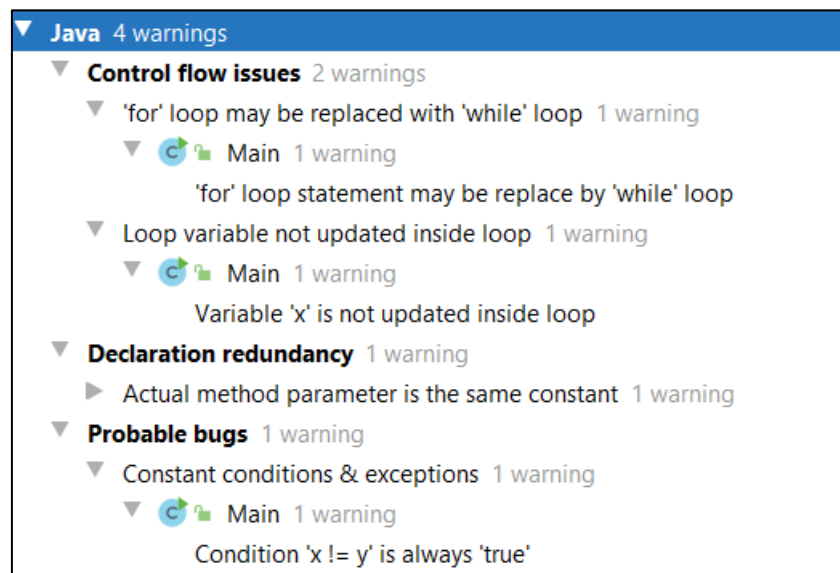 Java 4 warnings
Control flow issues 2 warnings
'for' loop may be replaced with 'while' loop 1 warning
C Main 1 warning
'for' loop statement may be replace by 'while' loop
Loop variable not updated inside loop 1 warning
C Main 1 warning
Variable 'x' is not updated inside loop
Declaration redundancy 1 warning
Actual method parameter is the same constant 1 warning
Probable bugs 1 warning
Constant conditions & exceptions 1 warning
C Main 1 warning
Condition 'x != y' is always 'true'